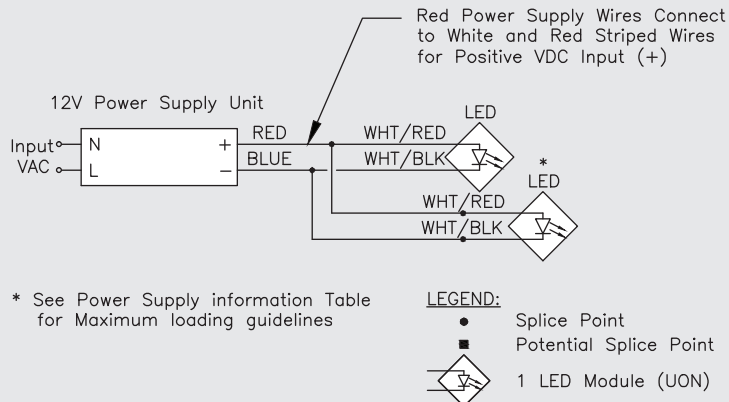 Red Power Supply Wires Connect
to White and Red Striped Wires
for Positive VDC Input (+)
12V Power Supply Unit
LED
Input
VAC
N
L
+
−
RED
BLUE
WHT/RED
WHT/BLK
*
LED
WHT/RED
WHT/BLK
* See Power Supply information Table
for Maximum loading guidelines
LEGEND:
Splice Point
Potential Splice Point
1 LED Module (UON)